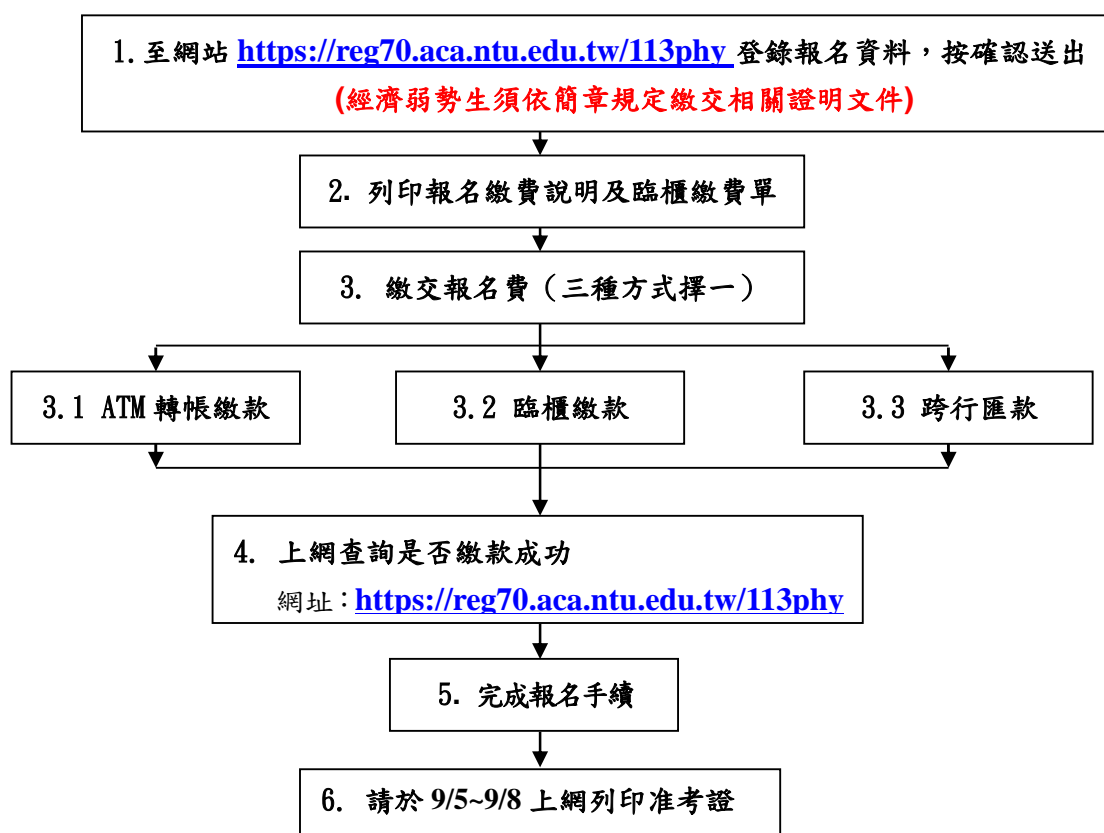 1.至網站 https://reg70.aca.ntu.edu.tw/113phy 登錄報名資料，按確認送出
(經濟弱勢生須依簡章規定繳交相關證明文件)
2. 列印報名繳費說明及臨櫃繳費單
3. 繳交報名費（三種方式擇一）
3.1 ATM 轉帳繳款
3.2 臨櫃繳款
3.3 跨行匯款
4. 上網查詢是否繳款成功
網址：https://reg70.aca.ntu.edu.tw/113phy
5. 完成報名手續
6. 請於 9/5~9/8 上網列印准考證